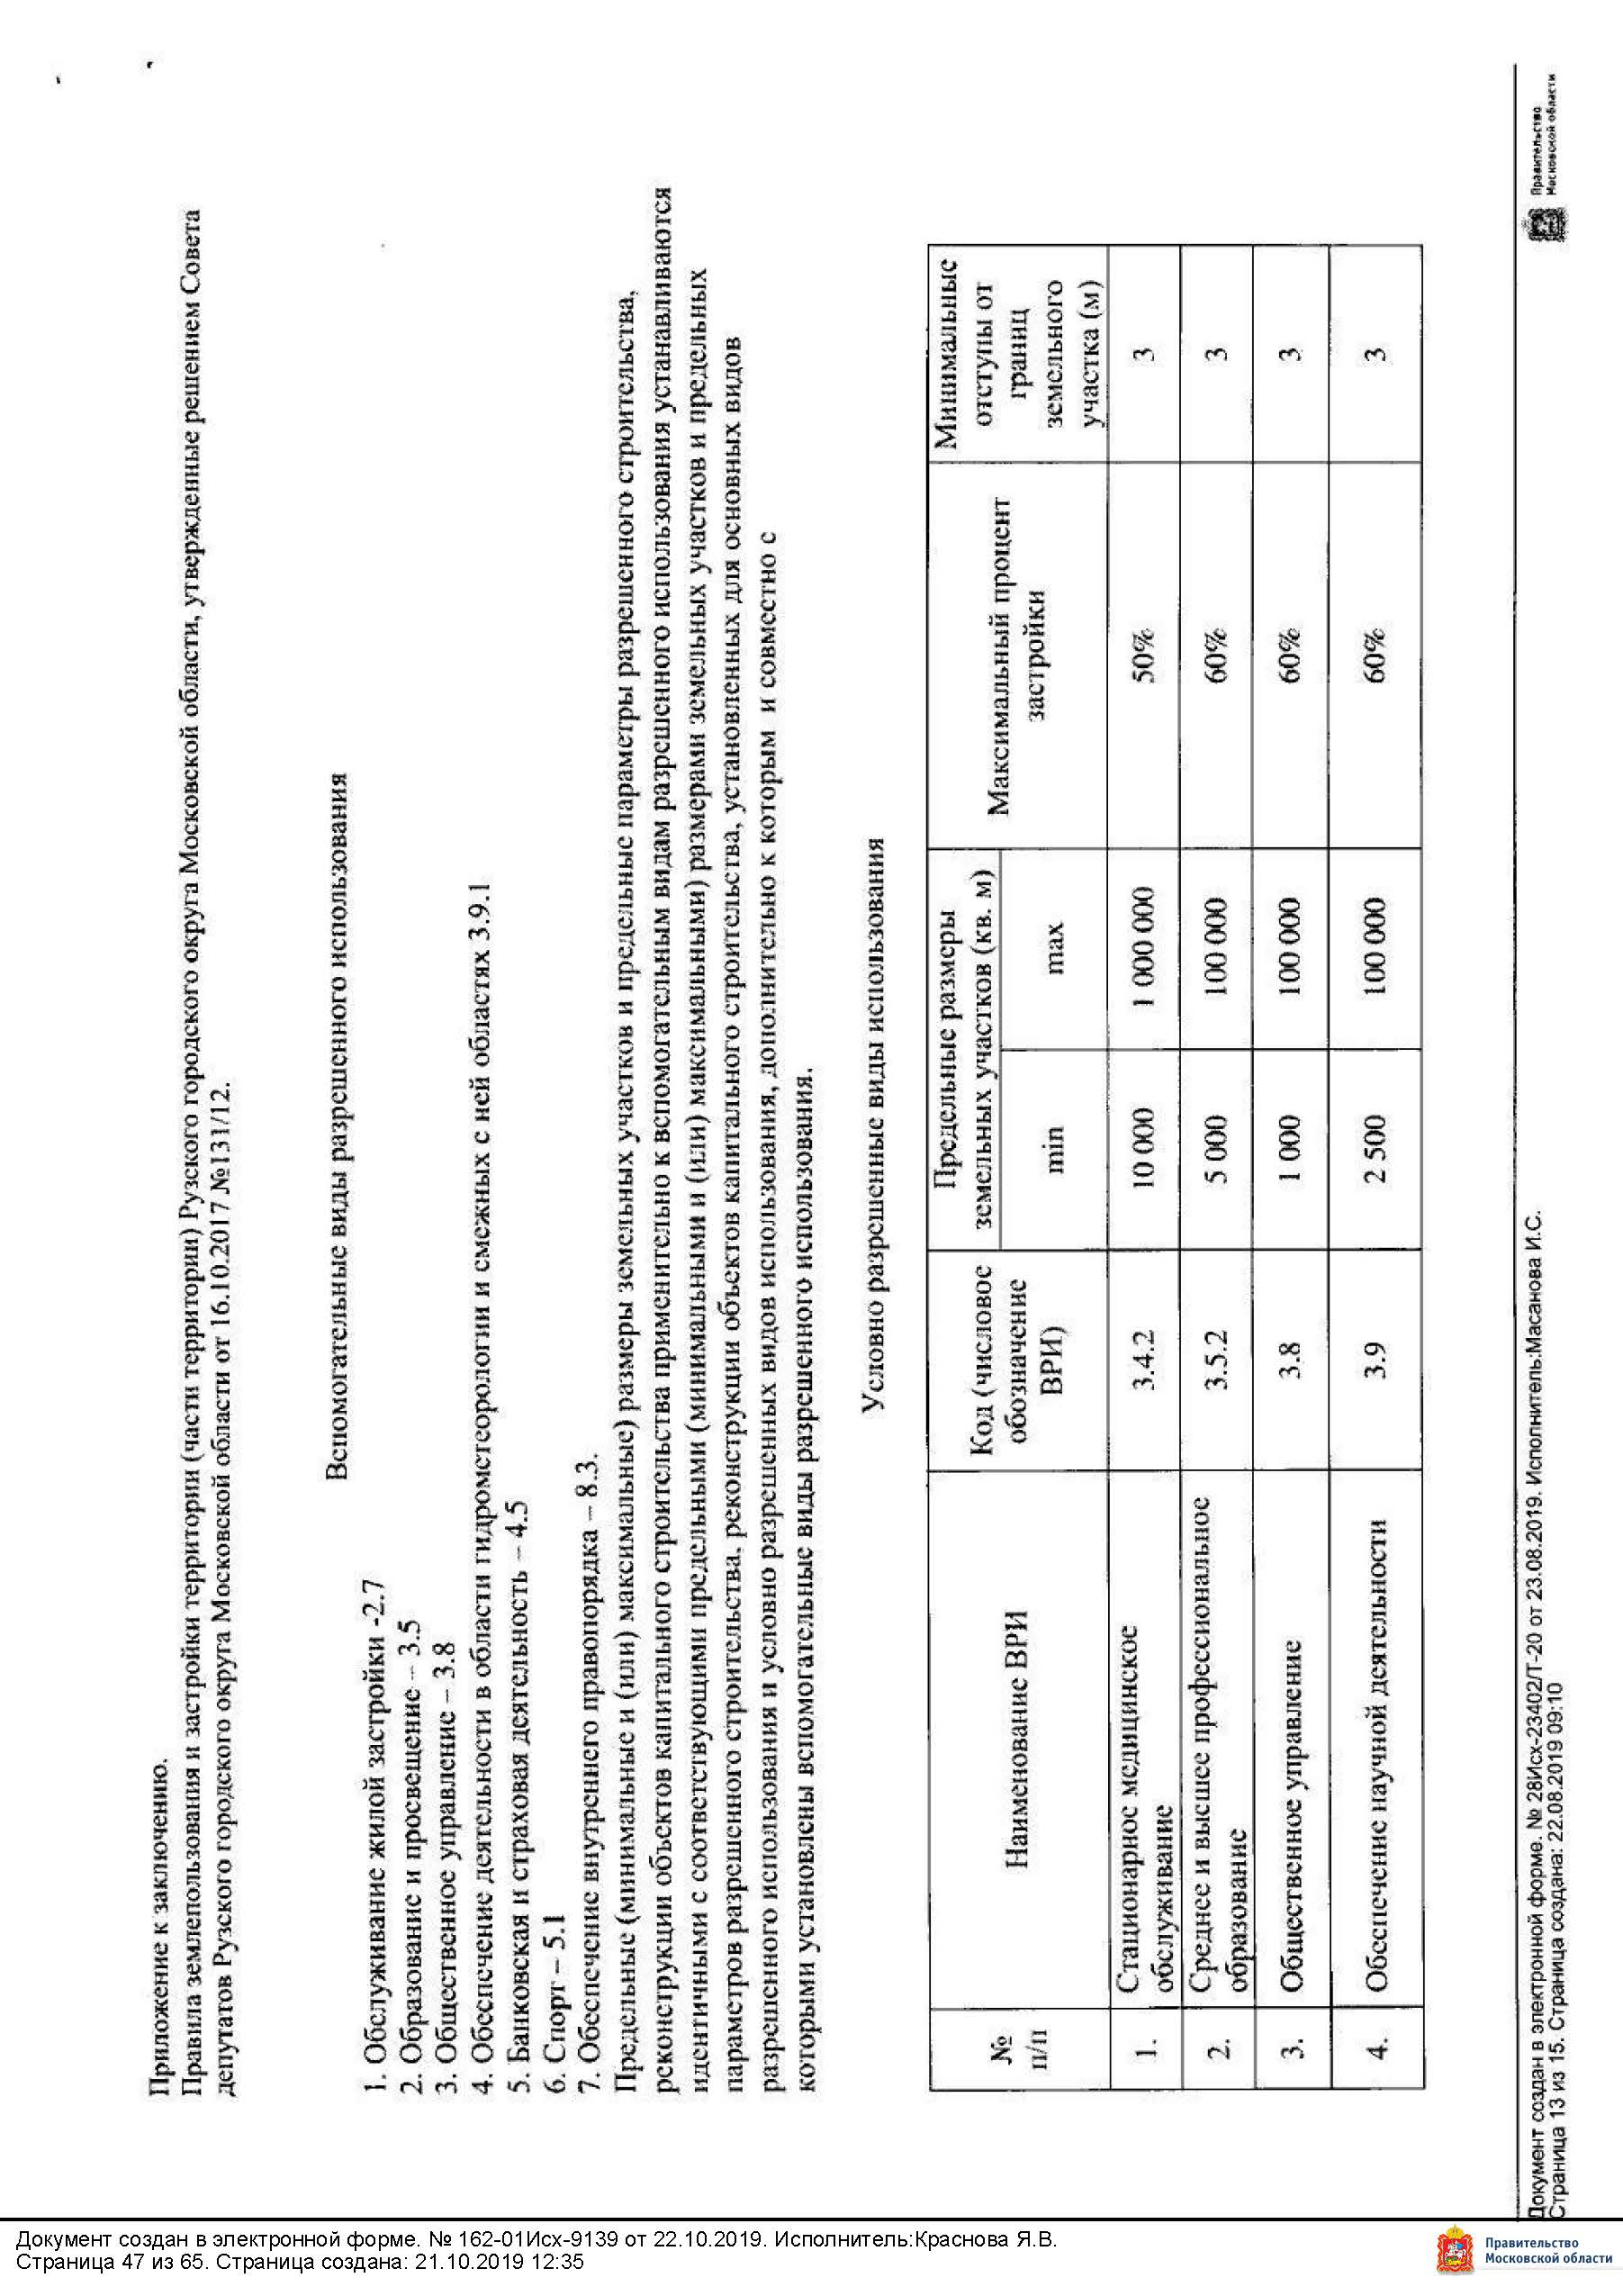 Приложение к заключению.
Правила землепользования и застройки территории (части территории) Рузского городского округа Московской области, утвержденные решением Совета
депутатов Рузского городского округа Московской области от 16.10.2017 №131/12.
Вспомогательные виды разрешенного использования
1. Обслуживание жилой застройки -2.7
2. Образование и просвещение – 3.5
3. Общественное управление – 3.8
4. Обеспечение деятельности в области гидрометеорологии и смежных с ней областях 3.9.1
5. Банковская и страховая деятельность – 4.5
6. Спорт – 5.1
7. Обеспечение внутреннего правопорядка – 8.3.
Предельные (минимальные и (или) максимальные) размеры земельных участков и предельные параметры разрешенного строительства,
реконструкции объектов капитального строительства применительно к вспомогательным видам разрешенного использования устанавливаются
идентичными с соответствующими предельными (минимальными и (или) максимальными) размерами земельных участков и предельных
параметров разрешенного строительства, реконструкции объектов капитального строительства, установленных для основных видов
разрешенного использования и условно разрешенных видов использования, дополнительно к которым и совместно с
которыми установлены вспомогательные виды разрешенного использования.
Условно разрешенные виды использования
№ п/п
Наименование ВРИ
Код (числовое обозначение ВРИ)
Предельные размеры земельных участков (кв. м)
min
max
Максимальный процент застройки
Минимальные отступы от границ земельного участка (м)
1. Стационарное медицинское обслуживание 3.4.2 10 000 1 000 000 50% 3
2. Среднее и высшее профессиональное образование 3.5.2 5 000 100 000 60% 3
3. Общественное управление 3.8 1 000 100 000 60% 3
4. Обеспечение научной деятельности 3.9 2 500 100 000 60% 3
Документ создан в электронной форме. № 28Исх-23402/Т-20 от 23.08.2019. Исполнитель:Масанова И.С.
Страница 13 из 15. Страница создана: 22.08.2019 09:10
Правительство
Московской области
Документ создан в электронной форме. № 162-01Исх-9139 от 22.10.2019. Исполнитель:Краснова Я.В.
Страница 47 из 65. Страница создана: 21.10.2019 12:35
Правительство
Московской области